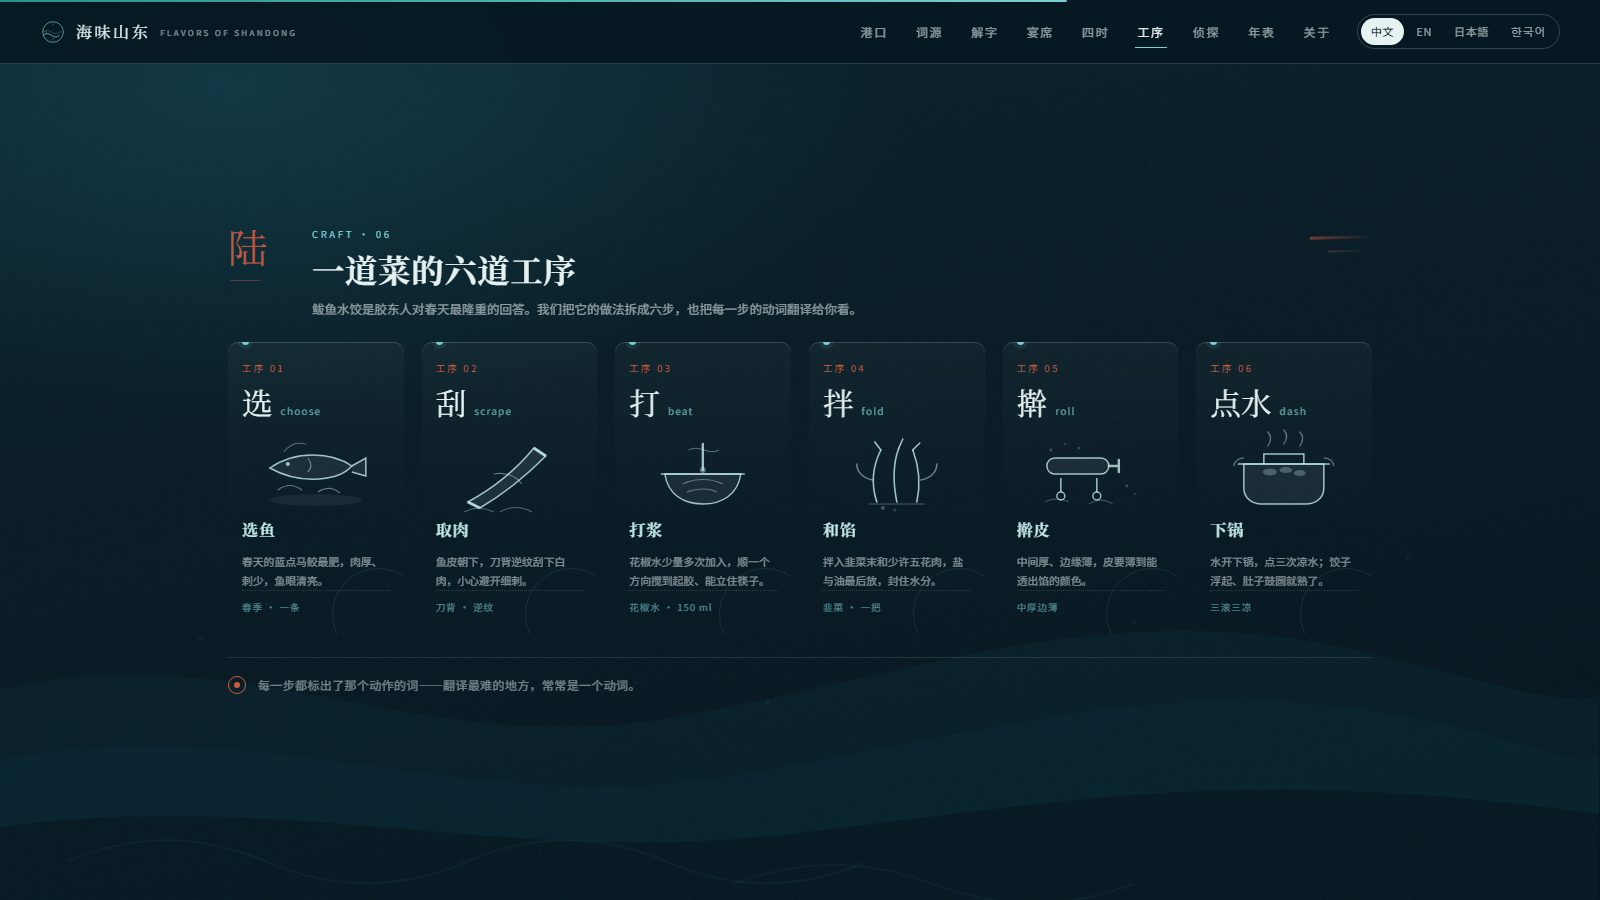 海味山东 FLAVORS OF SHANDONG
港口 词源 解字 宴席 四时 工序 侦探 年表 关于 中文 EN 日本語 한국어
陆
CRAFT · 06
一道菜的六道工序
鲅鱼水饺是胶东人对春天最隆重的回答。我们把它的做法拆成六步，也把每一步的动词翻译给你看。
工序 01
选 choose
选鱼
春天的蓝点马鲛最肥，肉厚、
刺少，鱼眼清亮。
春季 · 一条
工序 02
刮 scrape
取肉
鱼皮朝下，刀背逆纹刮下白
肉，小心避开细刺。
刀背 · 逆纹
工序 03
打 beat
打浆
花椒水少量多次加入，顺一个
方向搅到起胶、能立住筷子。
花椒水 · 150 ml
工序 04
拌 fold
和馅
拌入韭菜末和少许五花肉，盐
与油最后放，封住水分。
韭菜 · 一把
工序 05
擀 roll
擀皮
中间厚、边缘薄，皮要薄到能
透出馅的颜色。
中厚边薄
工序 06
点水 dash
下锅
水开下锅，点三次凉水；饺子
浮起、肚子鼓圆就熟了。
三滚三凉
每一步都标出了那个动作的词——翻译最难的地方，常常是一个动词。